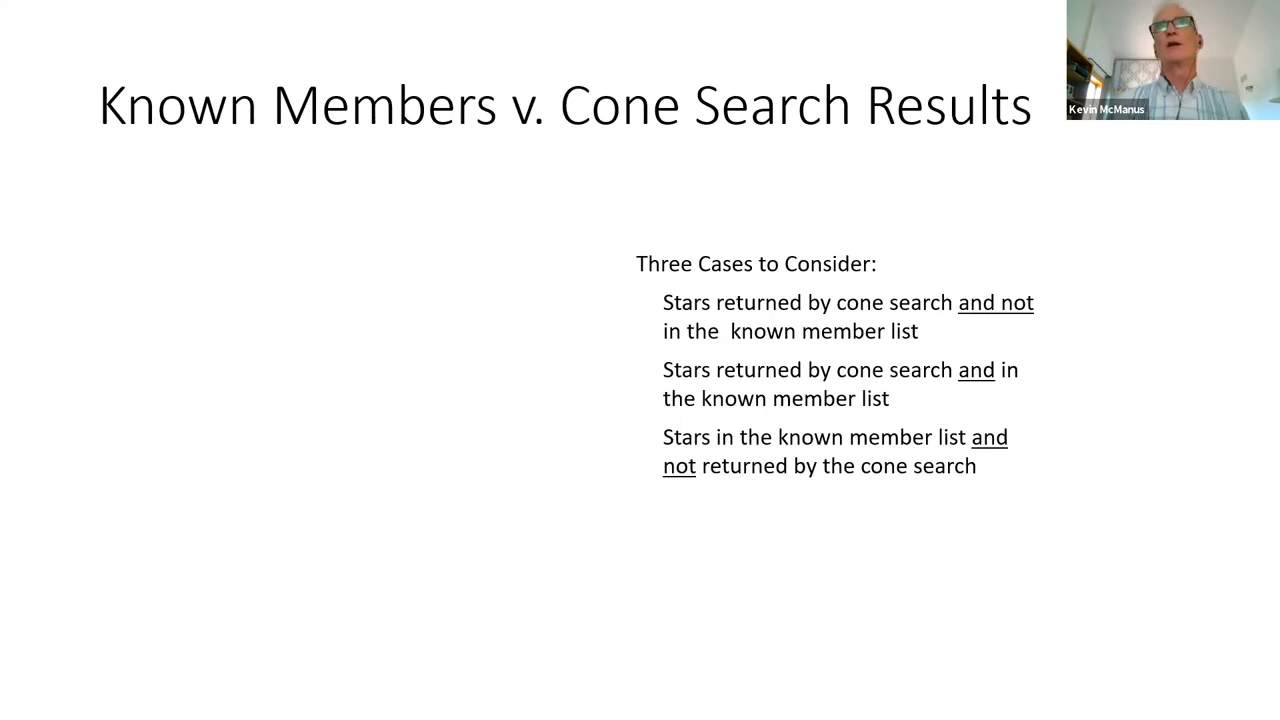 Known Members v. Cone Search Results
Kevin McManus
Three Cases to Consider:
Stars returned by cone search and not
in the known member list
Stars returned by cone search and in
the known member list
Stars in the known member list and
not returned by the cone search